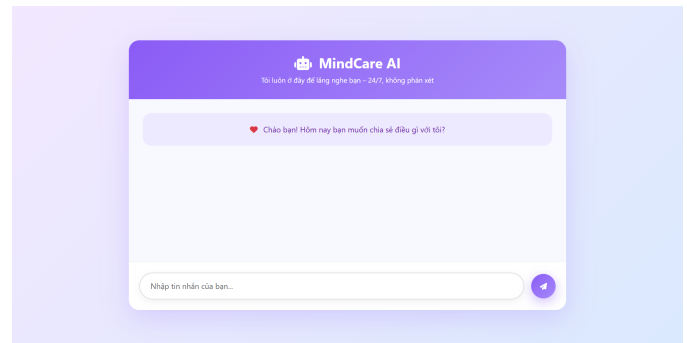 MindCare AI
Tôi luôn ở đây để lắng nghe bạn – 24/7, không phán xét
Chào bạn! Hôm nay bạn muốn chia sẻ điều gì với tôi?
Nhập tin nhắn của bạn...